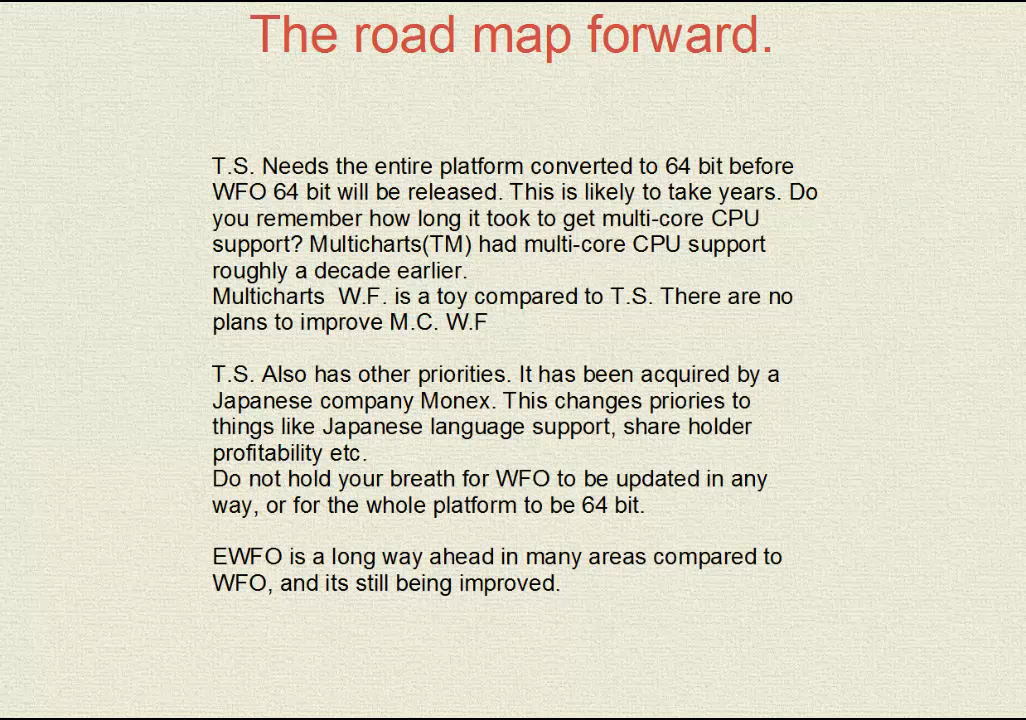 The road map forward.
T.S. Needs the entire platform converted to 64 bit before
WFO 64 bit will be released. This is likely to take years. Do
you remember how long it took to get multi-core CPU
support? Multicharts(TM) had multi-core CPU support
roughly a decade earlier.
Multicharts  W.F. is a toy compared to T.S. There are no
plans to improve M.C. W.F
T.S. Also has other priorities. It has been acquired by a
Japanese company Monex. This changes priories to
things like Japanese language support, share holder
profitability etc.
Do not hold your breath for WFO to be updated in any
way, or for the whole platform to be 64 bit.
EWFO is a long way ahead in many areas compared to
WFO, and its still being improved.